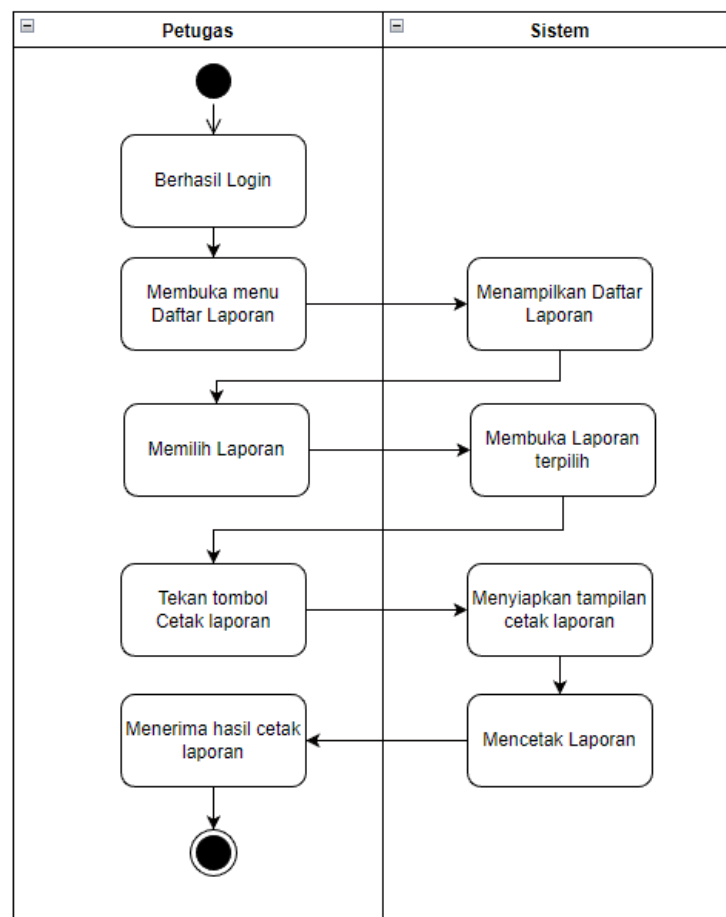 Petugas
Sistem
Berhasil Login
Membuka menu
Daftar Laporan
Menampilkan Daftar
Laporan
Memilih Laporan
Membuka Laporan
terpilih
Tekan tombol
Cetak laporan
Menyiapkan tampilan
cetak laporan
Mencetak Laporan
Menerima hasil cetak
laporan